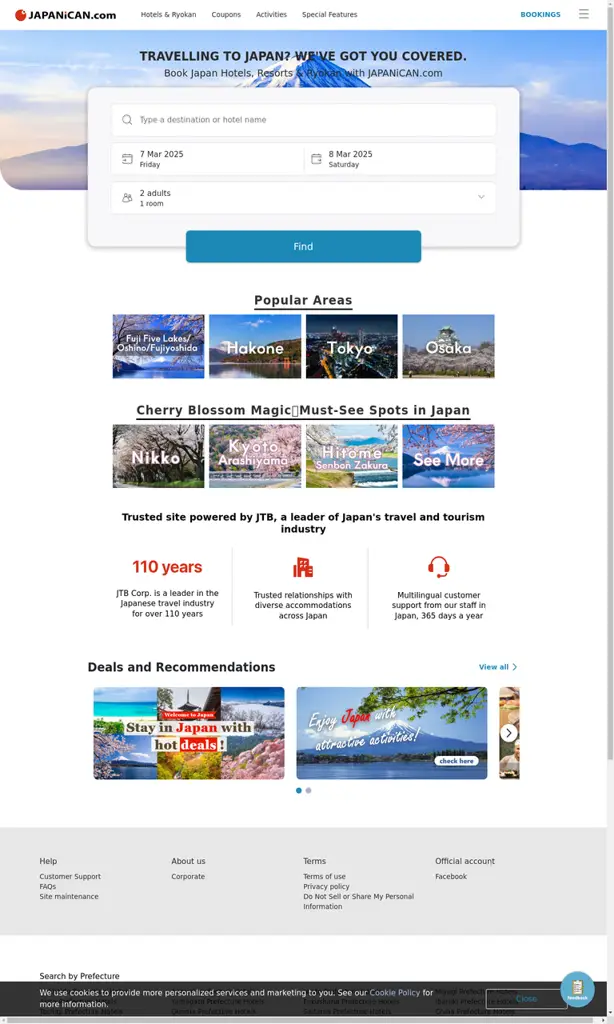 JAPANiCAN.com
Hotels & Ryokan
Coupons
Activities
Special Features
BOOKINGS
TRAVELLING TO JAPAN? WE'VE GOT YOU COVERED.
Book Japan Hotels, Resorts & Ryokan with JAPANiCAN.com
Type a destination or hotel name
7 Mar 2025
Friday
8 Mar 2025
Saturday
2 adults
1 room
Find
Popular Areas
Fuji Five Lakes/
Oshino/Fujiyoshida
Hakone
Tokyo
Osaka
Cherry Blossom Magic▯Must-See Spots in Japan
Nikko
Kyoto
Arashiyama
Hitome
Senbon Zakura
See More
Trusted site powered by JTB, a leader of Japan's travel and tourism
industry
110 years
JTB Corp. is a leader in the
Japanese travel industry
for over 110 years
Trusted relationships with
diverse accommodations
across Japan
Multilingual customer
support from our staff in
Japan, 365 days a year
Deals and Recommendations
View all
Welcome to Japan
Stay in Japan with
hot deals !
Enjoy Japan with
attractive activities!
check here
Help
Customer Support
FAQs
Site maintenance
About us
Corporate
Terms
Terms of use
Privacy policy
Do Not Sell or Share My Personal
Information
Official account
Facebook
Search by Prefecture
We use cookies to provide more personalized services and marketing to you. See our Cookie Policy for
more information.
Close
feedback